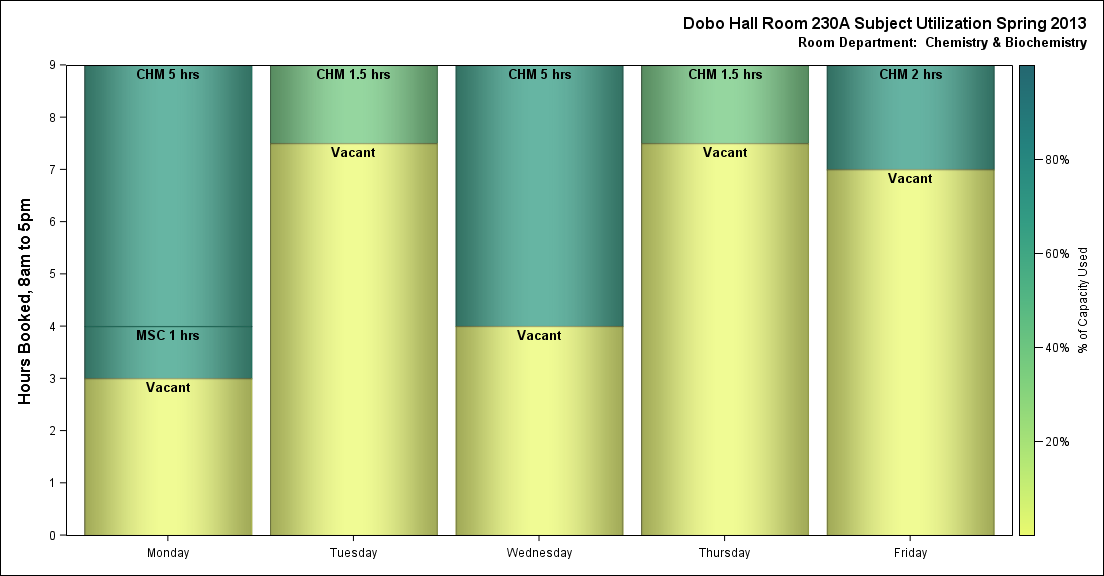 Dobo Hall Room 230A Subject Utilization Spring 2013
Room Department:  Chemistry & Biochemistry
Hours Booked, 8am to 5pm
9
8
7
6
5
4
3
2
1
0
CHM 5 hrs
MSC 1 hrs
Vacant
CHM 1.5 hrs
Vacant
CHM 5 hrs
Vacant
CHM 1.5 hrs
Vacant
CHM 2 hrs
Vacant
Monday
Tuesday
Wednesday
Thursday
Friday
80%
60%
40%
20%
% of Capacity Used